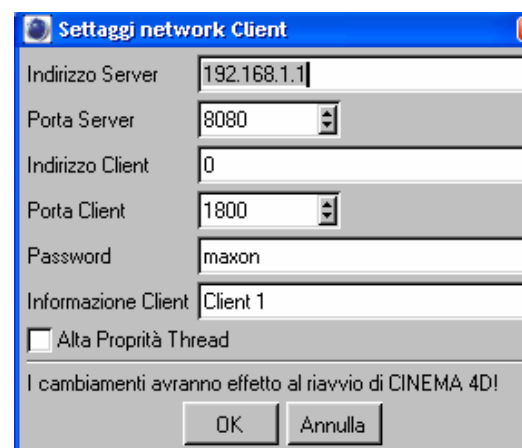 Settaggi network Client
Indirizzo Server 192.168.1.1
Porta Server 8080
Indirizzo Client 0
Porta Client 1800
Password maxon
Informazione Client Client 1
Alta Proprità Thread
I cambiamenti avranno effetto al riavvio di CINEMA 4D!
OK Annulla